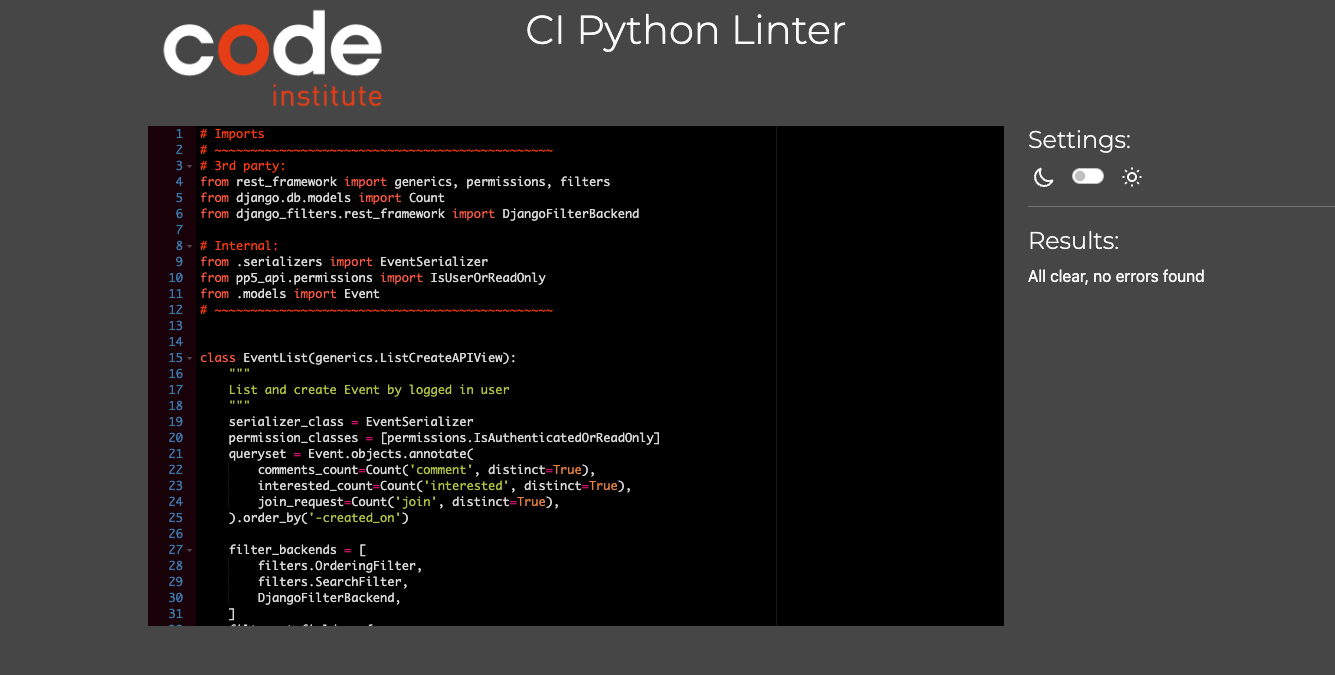 code
institute
CI Python Linter
1 # Imports
2 # ~~~~~~~~~~~~~~~~~~~~~~~~~~~~~~~~~~~~~~~~~~~~~~~
3 # 3rd party:
4 from rest_framework import generics, permissions, filters
5 from django.db.models import Count
6 from django_filters.rest_framework import DjangoFilterBackend
7
8 # Internal:
9 from .serializers import EventSerializer
10 from pp5_api.permissions import IsUserOrReadOnly
11 from .models import Event
12 # ~~~~~~~~~~~~~~~~~~~~~~~~~~~~~~~~~~~~~~~~~~~~~~~
13
14
15 class EventList(generics.ListCreateAPIView):
16     """
17     List and create Event by logged in user
18     """
19     serializer_class = EventSerializer
20     permission_classes = [permissions.IsAuthenticatedOrReadOnly]
21     queryset = Event.objects.annotate(
22         comments_count=Count('comment', distinct=True),
23         interested_count=Count('interested', distinct=True),
24         join_request=Count('join', distinct=True),
25     ).order_by('-created_on')
26
27     filter_backends = [
28         filters.OrderingFilter,
29         filters.SearchFilter,
30         DjangoFilterBackend,
31     ]
Settings:
Results:
All clear, no errors found